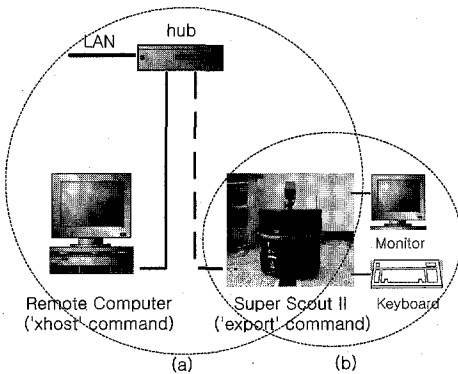 LAN
hub
Monitor
Keyboard
Remote Computer
('xhost' command)
Super Scout II
('export' command)
(a)
(b)